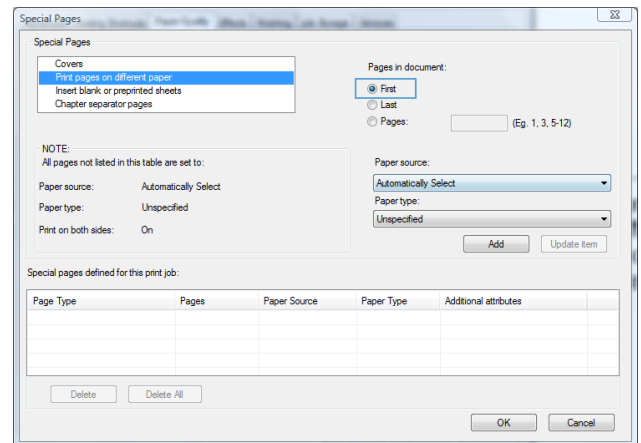 Special Pages
Special Pages
Covers
Print pages on different paper
Insert blank or preprinted sheets
Chapter separator pages
Pages in document:
First
Last
Pages:
(Eg. 1, 3, 5-12)
NOTE:
All pages not listed in this table are set to:
Paper source: Automatically Select
Paper type: Unspecified
Print on both sides: On
Paper source:
Automatically Select
Paper type:
Unspecified
Add Update item
Special pages defined for this print job:
Page Type Pages Paper Source Paper Type Additional attributes
Delete Delete All
OK Cancel